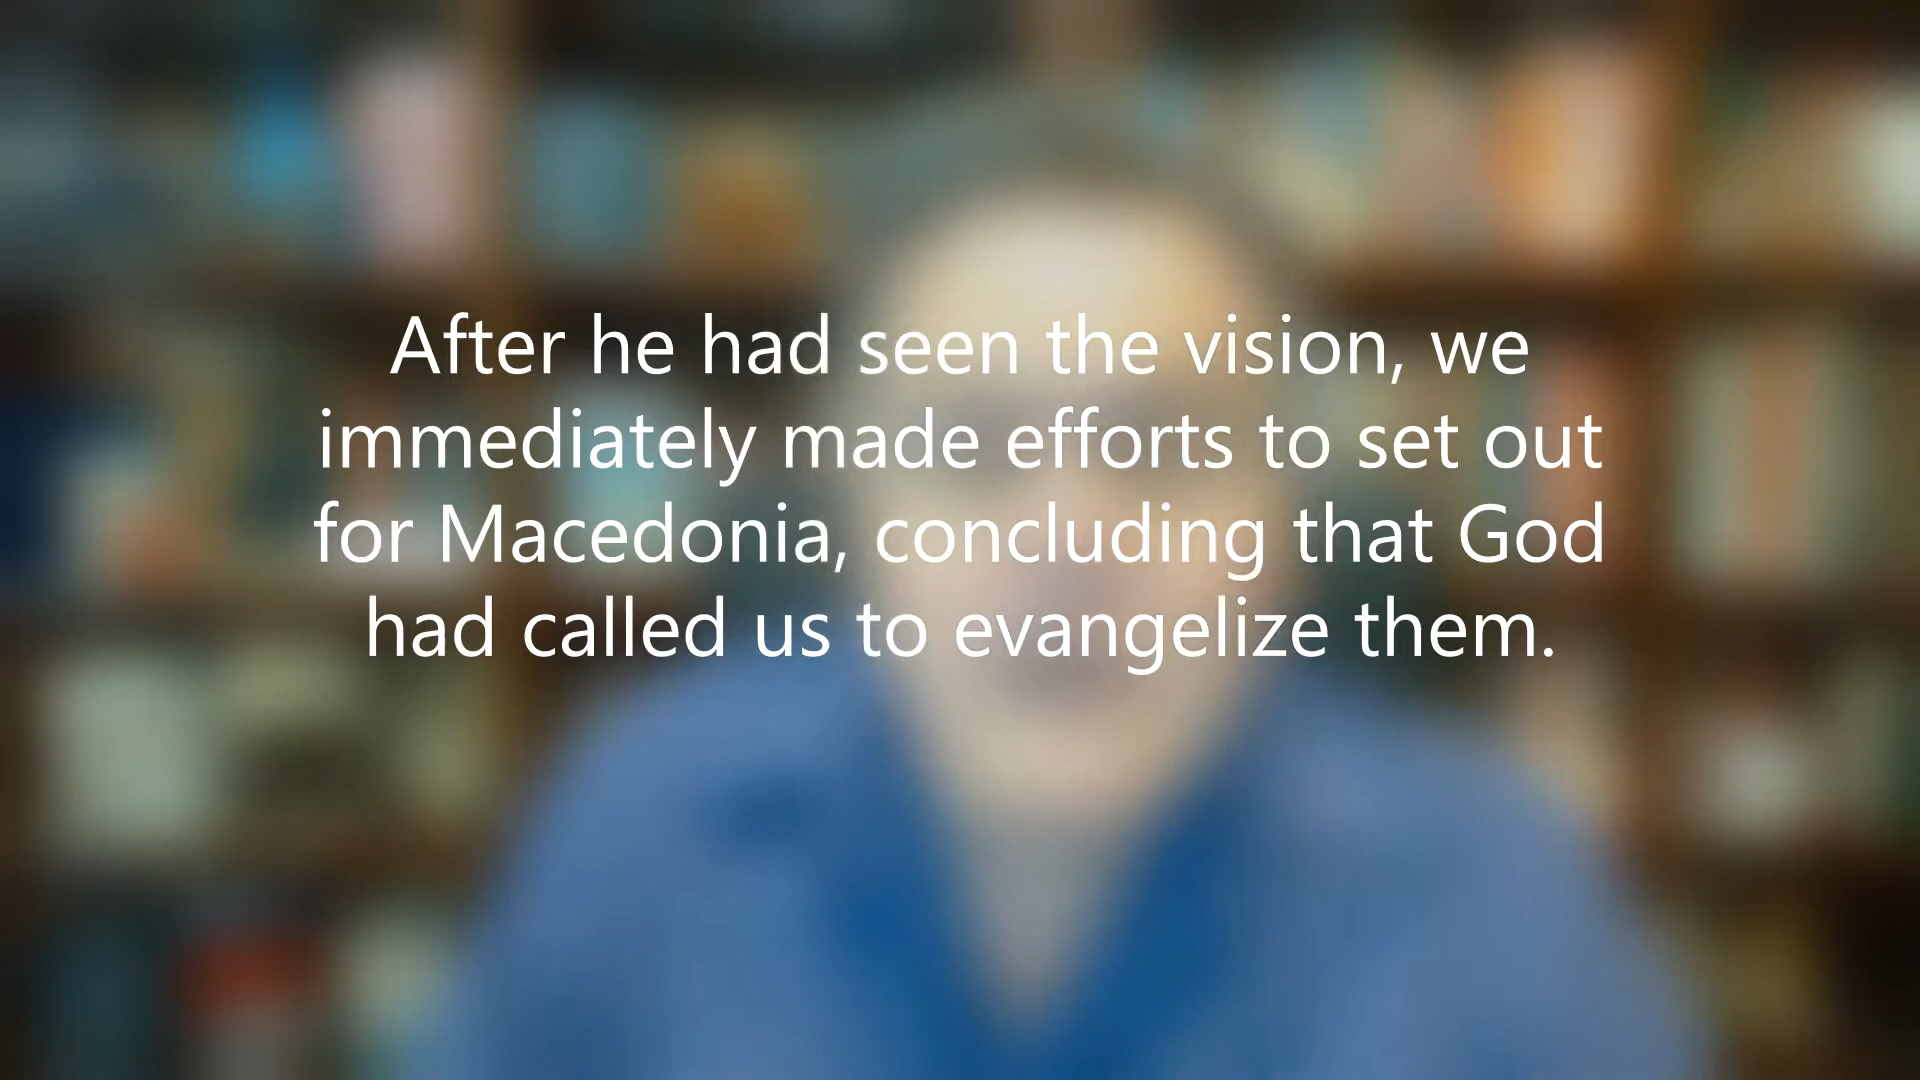 After he had seen the vision, we
immediately made efforts to set out
for Macedonia, concluding that God
had called us to evangelize them.